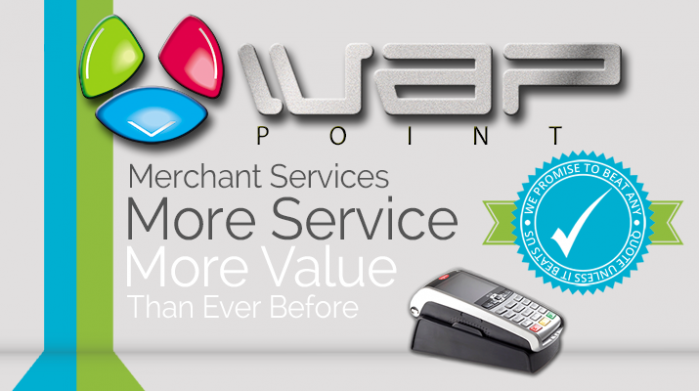 WAP
POINT
Merchant Services
More Service
More Value
Than Ever Before
WE PROMISE TO BEAT ANY
QUOTE UNLESS IT BEATS US